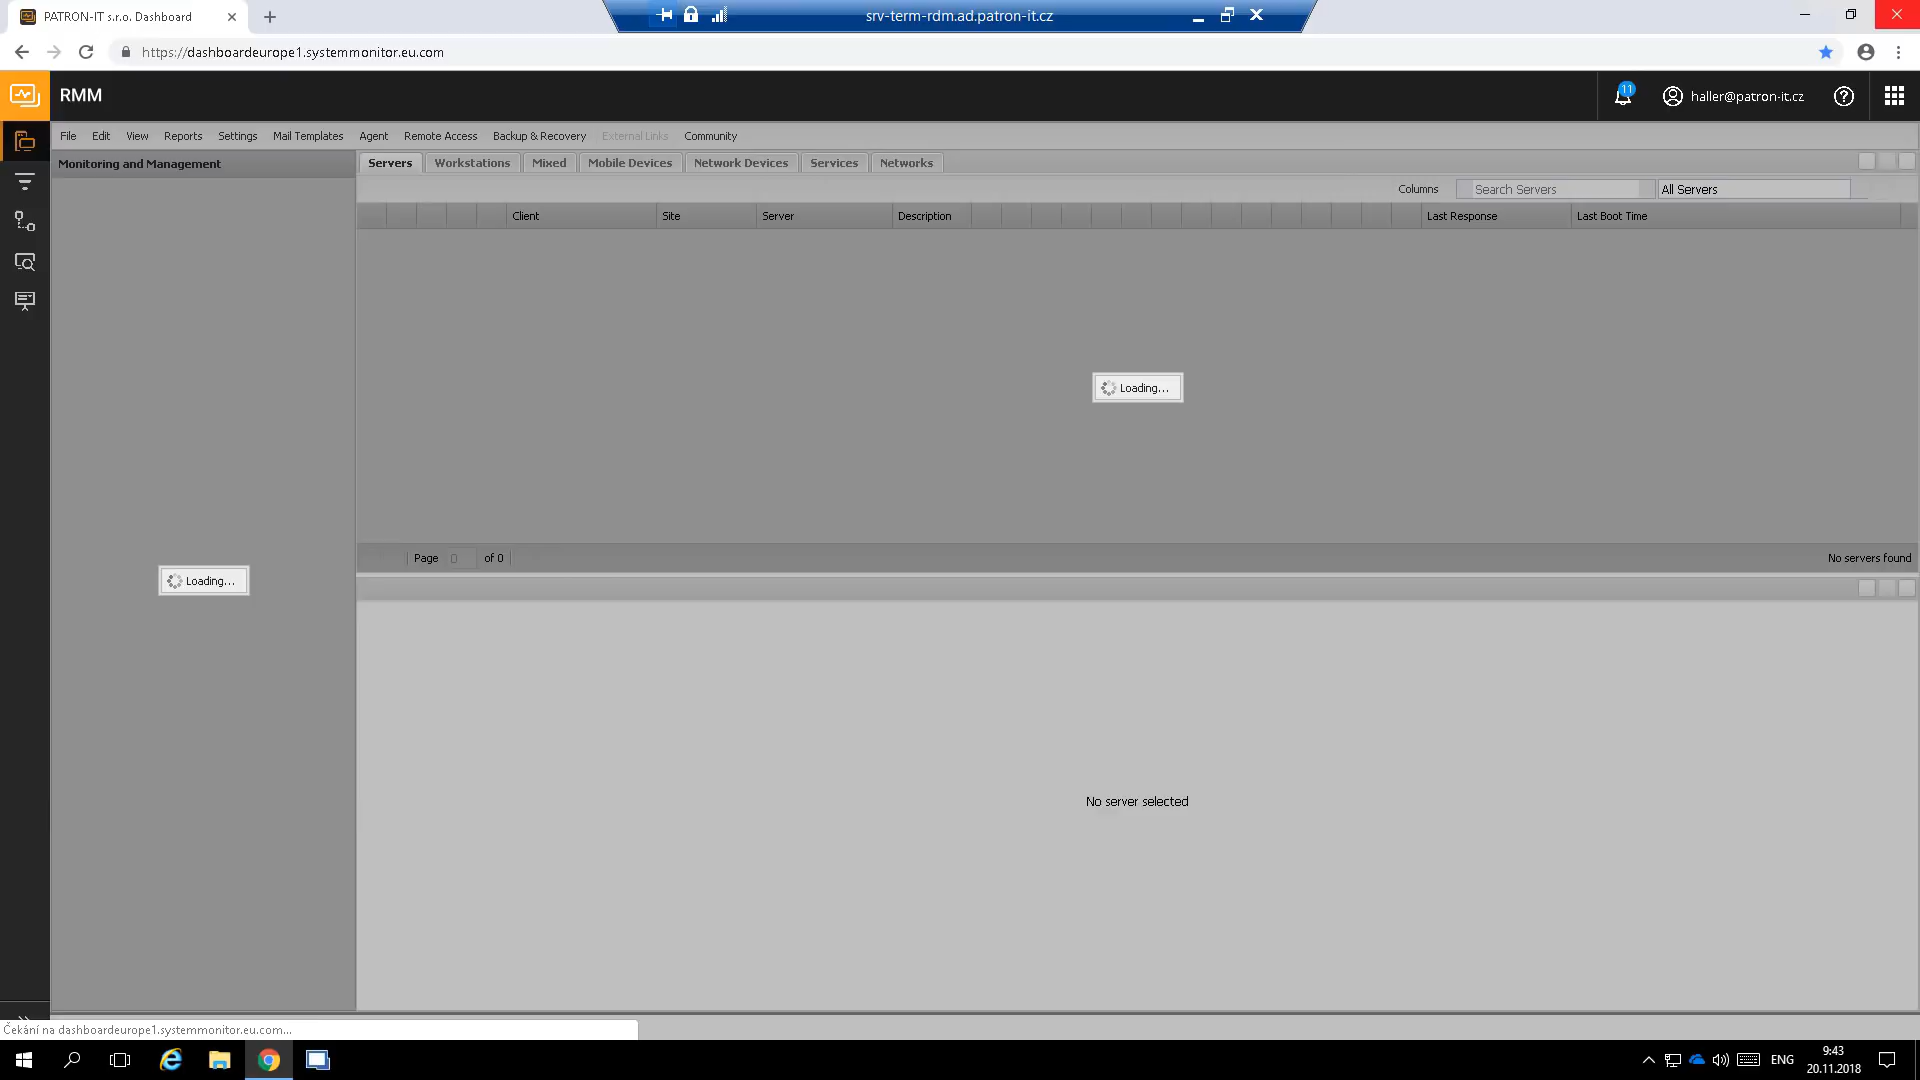 PATRON-IT s.r.o. Dashboard
srv-term-rdm.ad.patron-it.cz
https://dashboardeurope1.systemmonitor.eu.com
RMM
11
haller@patron-it.cz
File Edit View Reports Settings Mail Templates Agent Remote Access Backup & Recovery External Links Community
Monitoring and Management
Servers Workstations Mixed Mobile Devices Network Devices Services Networks
Columns Search Servers All Servers
Client Site Server Description Last Response Last Boot Time
Loading...
Page 0 of 0
No servers found
Loading...
No server selected
Čekání na dashboardeurope1.systemmonitor.eu.com...
ENG
9:43
20.11.2018